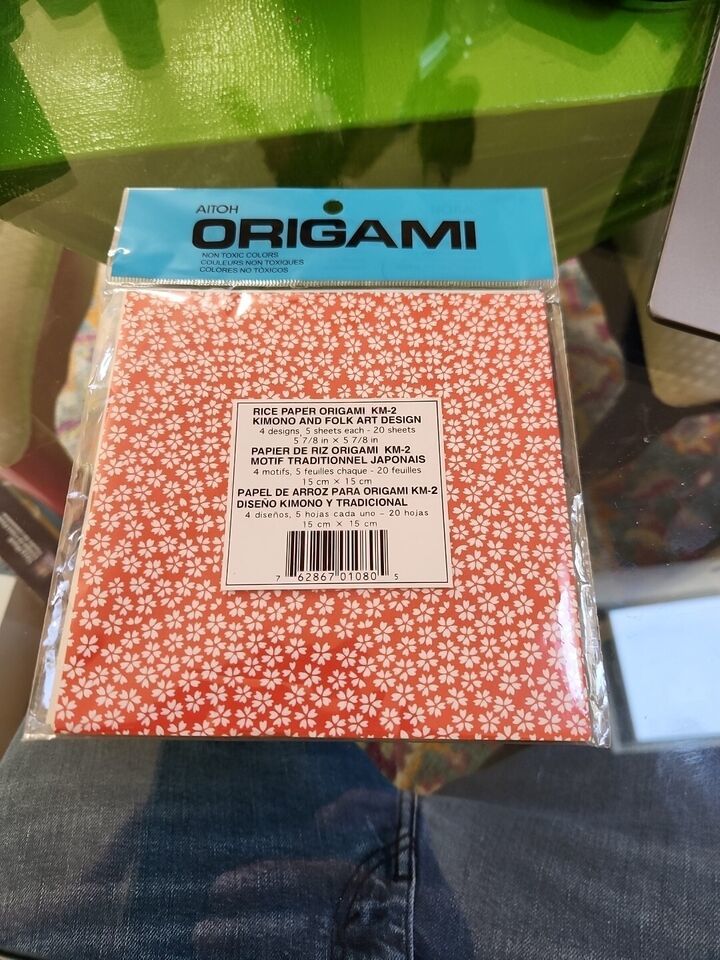 AITOH
ORIGAMI
NON TOXIC COLORS
COULEURS NON TOXIQUES
COLORES NO TÓXICOS
RICE PAPER ORIGAMI KM-2
KIMONO AND FOLK ART DESIGN
4 designs, 5 sheets each - 20 sheets
5 7/8 in × 5 7/8 in
PAPIER DE RIZ ORIGAMI KM-2
MOTIF TRADITIONNEL JAPONAIS
4 motifs, 5 feuilles chaque - 20 feuilles
15 cm × 15 cm
PAPEL DE ARROZ PARA ORIGAMI KM-2
DISEÑO KIMONO Y TRADICIONAL
4 diseños, 5 hojas cada uno - 20 hojas
15 cm × 15 cm
7 62867 01080 5